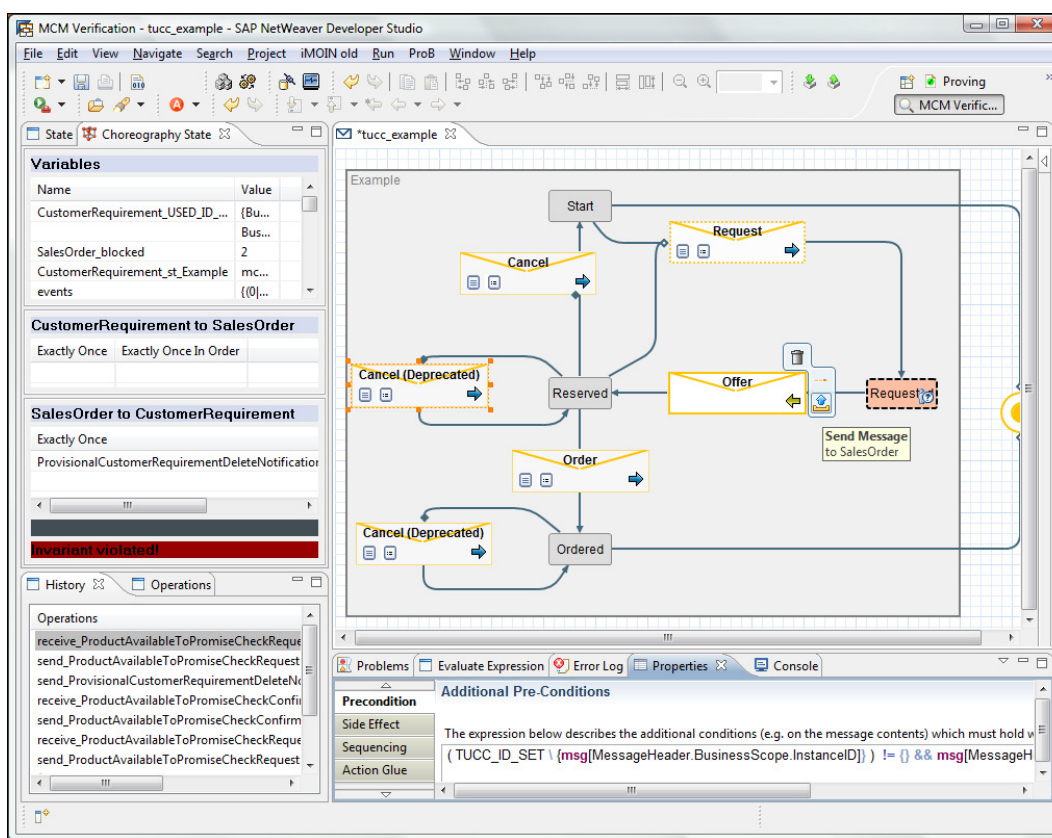 MCM Verification - tucc_example - SAP NetWeaver Developer Studio
File Edit View Navigate Search Project iMOIN old Run ProB Window Help
Proving
MCM Verific...
State Choreography State
Variables
Name Value
CustomerRequirement_USED_ID_... {Bu...
Bus...
SalesOrder_blocked 2
CustomerRequirement_st_Example mc...
events {(0|...
CustomerRequirement to SalesOrder
Exactly Once Exactly Once In Order
SalesOrder to CustomerRequirement
Exactly Once
ProvisionalCustomerRequirementDeleteNotification
Invariant violated!
History Operations
Operations
receive_ProductAvailableToPromiseCheckReque
send_ProductAvailableToPromiseCheckRequest
send_ProvisionalCustomerRequirementDeleteNo
receive_ProductAvailableToPromiseCheckConfi
send_ProductAvailableToPromiseCheckConfirm
receive_ProductAvailableToPromiseCheckReque
send_ProductAvailableToPromiseCheckRequest
*tucc_example
Example
Start
Request
Cancel
Cancel (Deprecated)
Reserved
Offer
Request
Send Message
to SalesOrder
Order
Cancel (Deprecated)
Ordered
Problems Evaluate Expression Error Log Properties Console
Precondition
Side Effect
Sequencing
Action Glue
Additional Pre-Conditions
The expression below describes the additional conditions (e.g. on the message contents) which must hold w
( TUCC_ID_SET \ {msg[MessageHeader.BusinessScope.InstanceID]} ) != {} && msg[MessageH